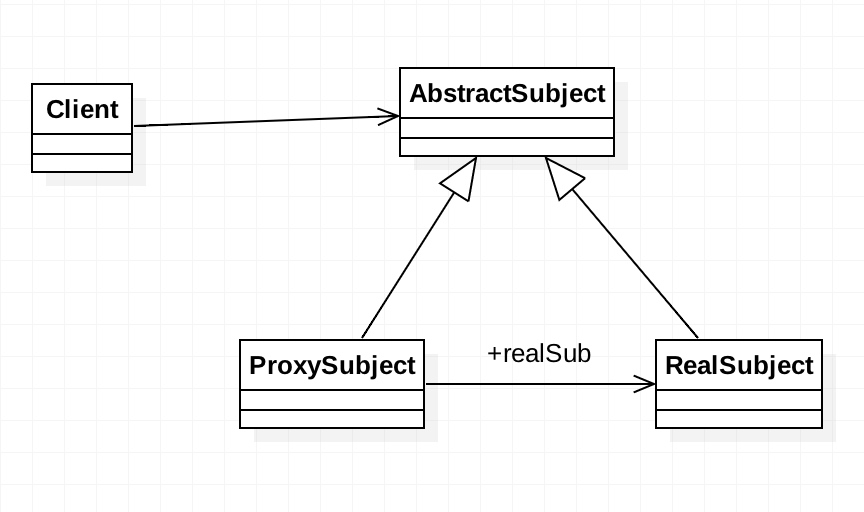 Client
AbstractSubject
ProxySubject
+realSub
RealSubject